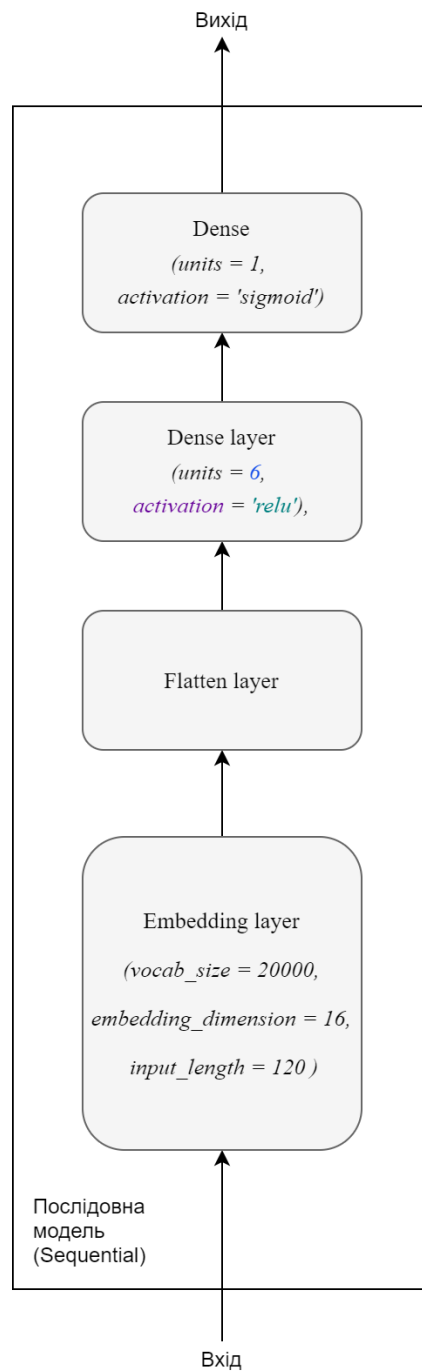 Вихід
Dense
(units = 1,
activation = 'sigmoid')
Dense layer
(units = 6,
activation = 'relu'),
Flatten layer
Embedding layer
(vocab_size = 20000,
embedding_dimension = 16,
input_length = 120 )
Послідовна
модель
(Sequential)
Вхід